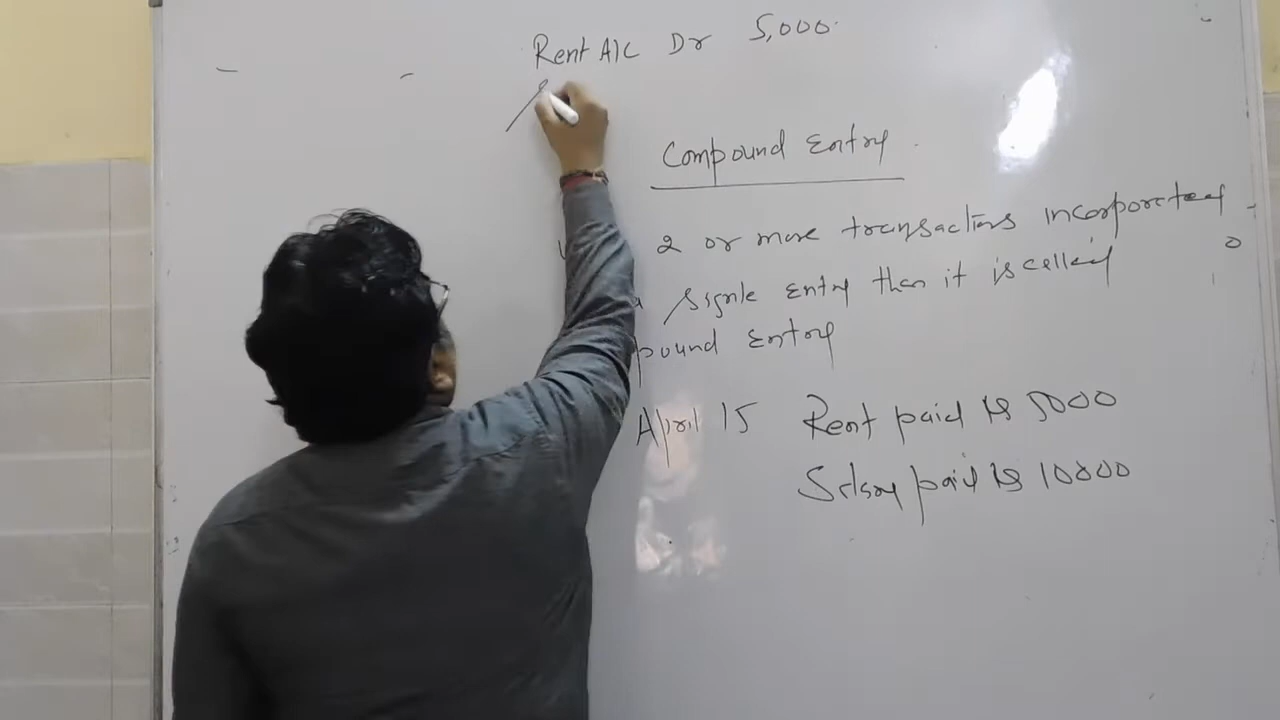 Rent A/C Dr 5,000
Compound Entry
2 or more transactions incorporated
single entry then it is called
pound Entry
April 15 Rent paid Rs 5000
Salary paid Rs 10000